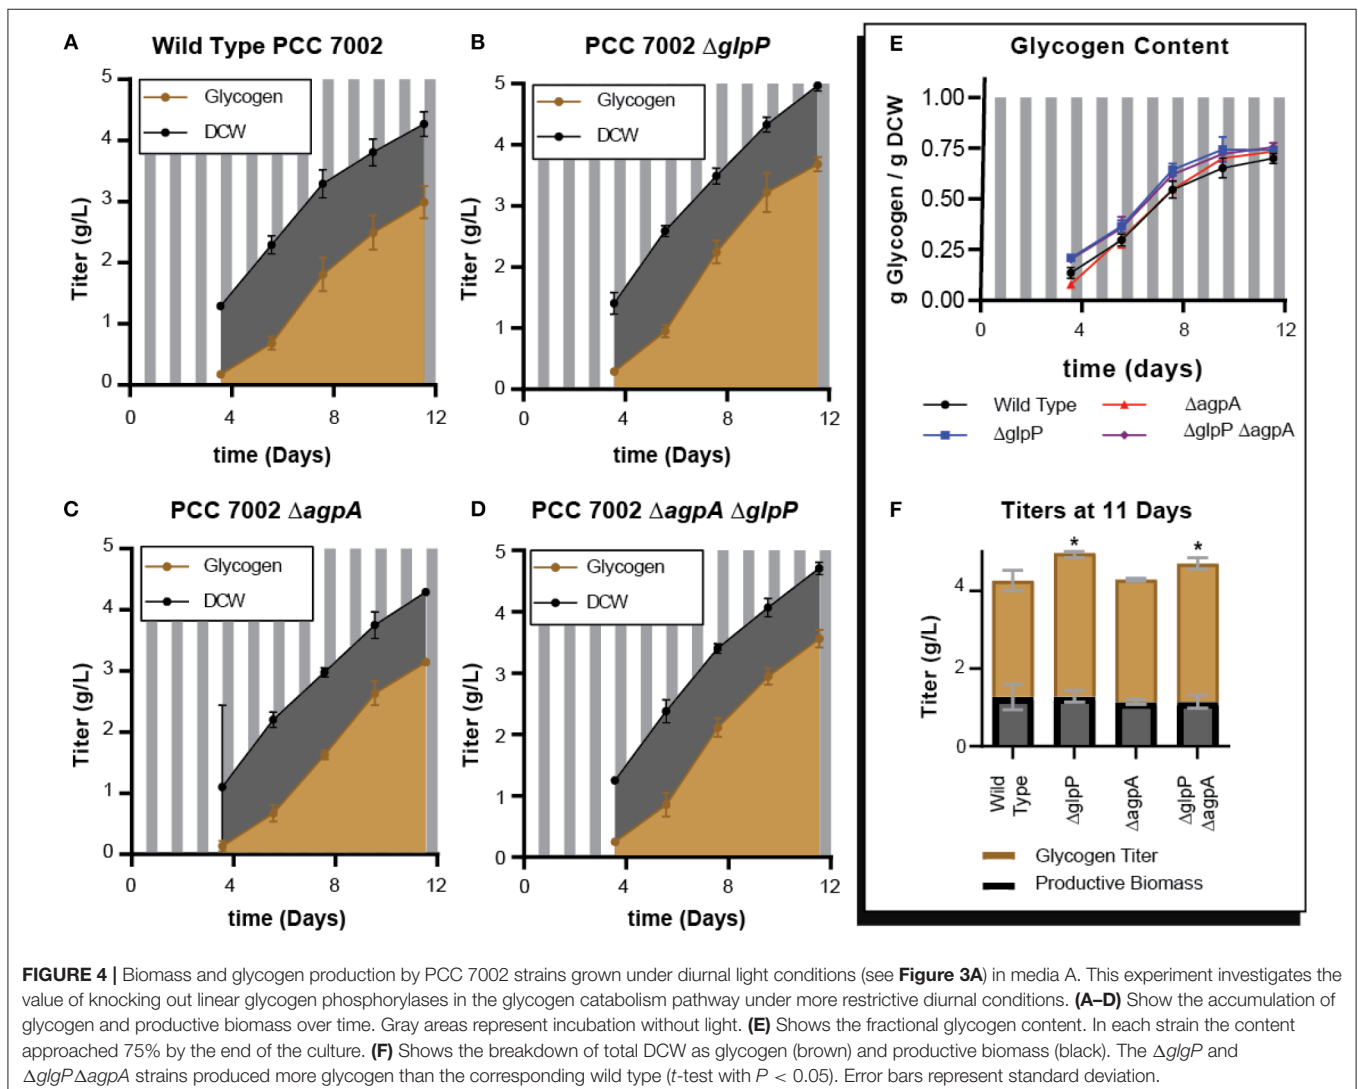 A
Wild Type PCC 7002
5
4
3
2
1
0
Titer (g/L)
Glycogen
DCW
0
4
8
12
time (Days)
B
PCC 7002 ΔglpP
5
4
3
2
1
0
Titer (g/L)
Glycogen
DCW
0
4
8
12
time (Days)
C
PCC 7002 ΔagpA
5
4
3
2
1
0
Titer (g/L)
Glycogen
DCW
0
4
8
12
time (Days)
D
PCC 7002 ΔagpA ΔglpP
5
4
3
2
1
0
Titer (g/L)
Glycogen
DCW
0
4
8
12
time (Days)
E
Glycogen Content
1.00
0.75
0.50
0.25
0.00
g Glycogen / g DCW
0
4
8
12
time (days)
Wild Type
ΔagpA
ΔglpP
ΔglpP ΔagpA
F
Titers at 11 Days
*
*
4
2
0
Titer (g/L)
Wild
Type
ΔglpP
ΔagpA
ΔglpP
ΔagpA
Glycogen Titer
Productive Biomass
FIGURE 4 | Biomass and glycogen production by PCC 7002 strains grown under diurnal light conditions (see Figure 3A) in media A. This experiment investigates the
value of knocking out linear glycogen phosphorylases in the glycogen catabolism pathway under more restrictive diurnal conditions. (A–D) Show the accumulation of
glycogen and productive biomass over time. Gray areas represent incubation without light. (E) Shows the fractional glycogen content. In each strain the content
approached 75% by the end of the culture. (F) Shows the breakdown of total DCW as glycogen (brown) and productive biomass (black). The ΔglgP and
ΔglgPΔagpA strains produced more glycogen than the corresponding wild type (t-test with P < 0.05). Error bars represent standard deviation.